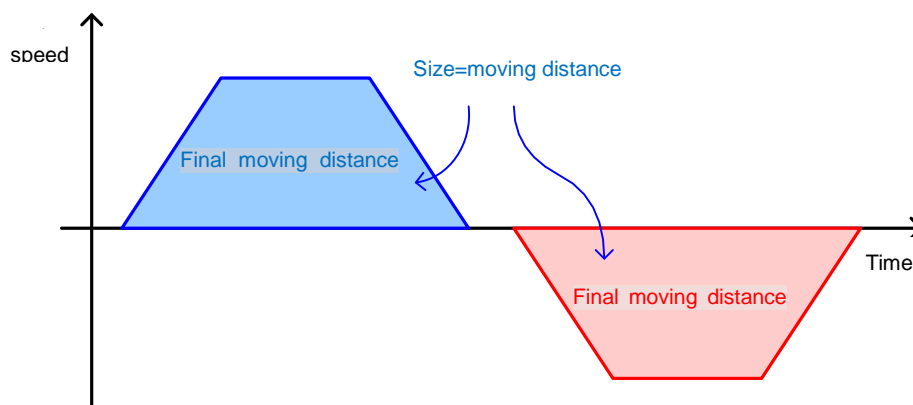 speed
Size=moving distance
Final moving distance
Time
Final moving distance